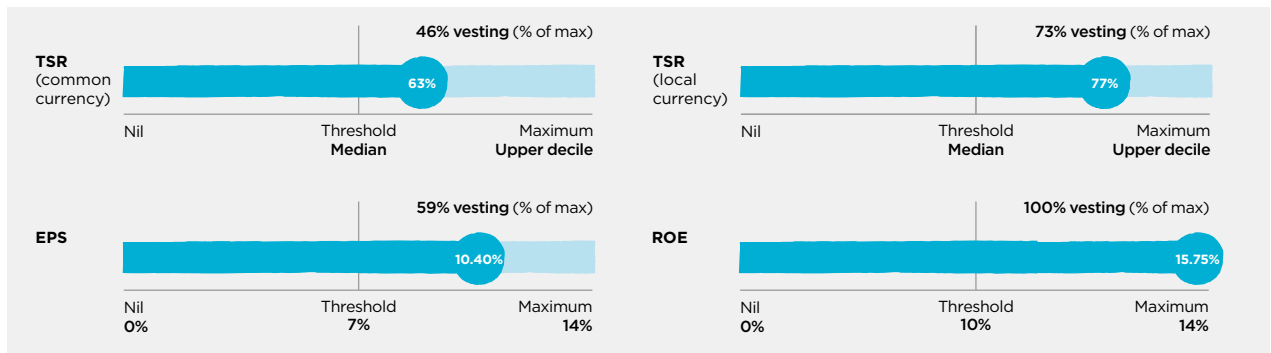 46% vesting (% of max)
TSR
(common
currency)
63%
Nil
Threshold
Median
Maximum
Upper decile
73% vesting (% of max)
TSR
(local
currency)
77%
Nil
Threshold
Median
Maximum
Upper decile
59% vesting (% of max)
EPS
10.40%
Nil
0%
Threshold
7%
Maximum
14%
100% vesting (% of max)
ROE
15.75%
Nil
0%
Threshold
10%
Maximum
14%